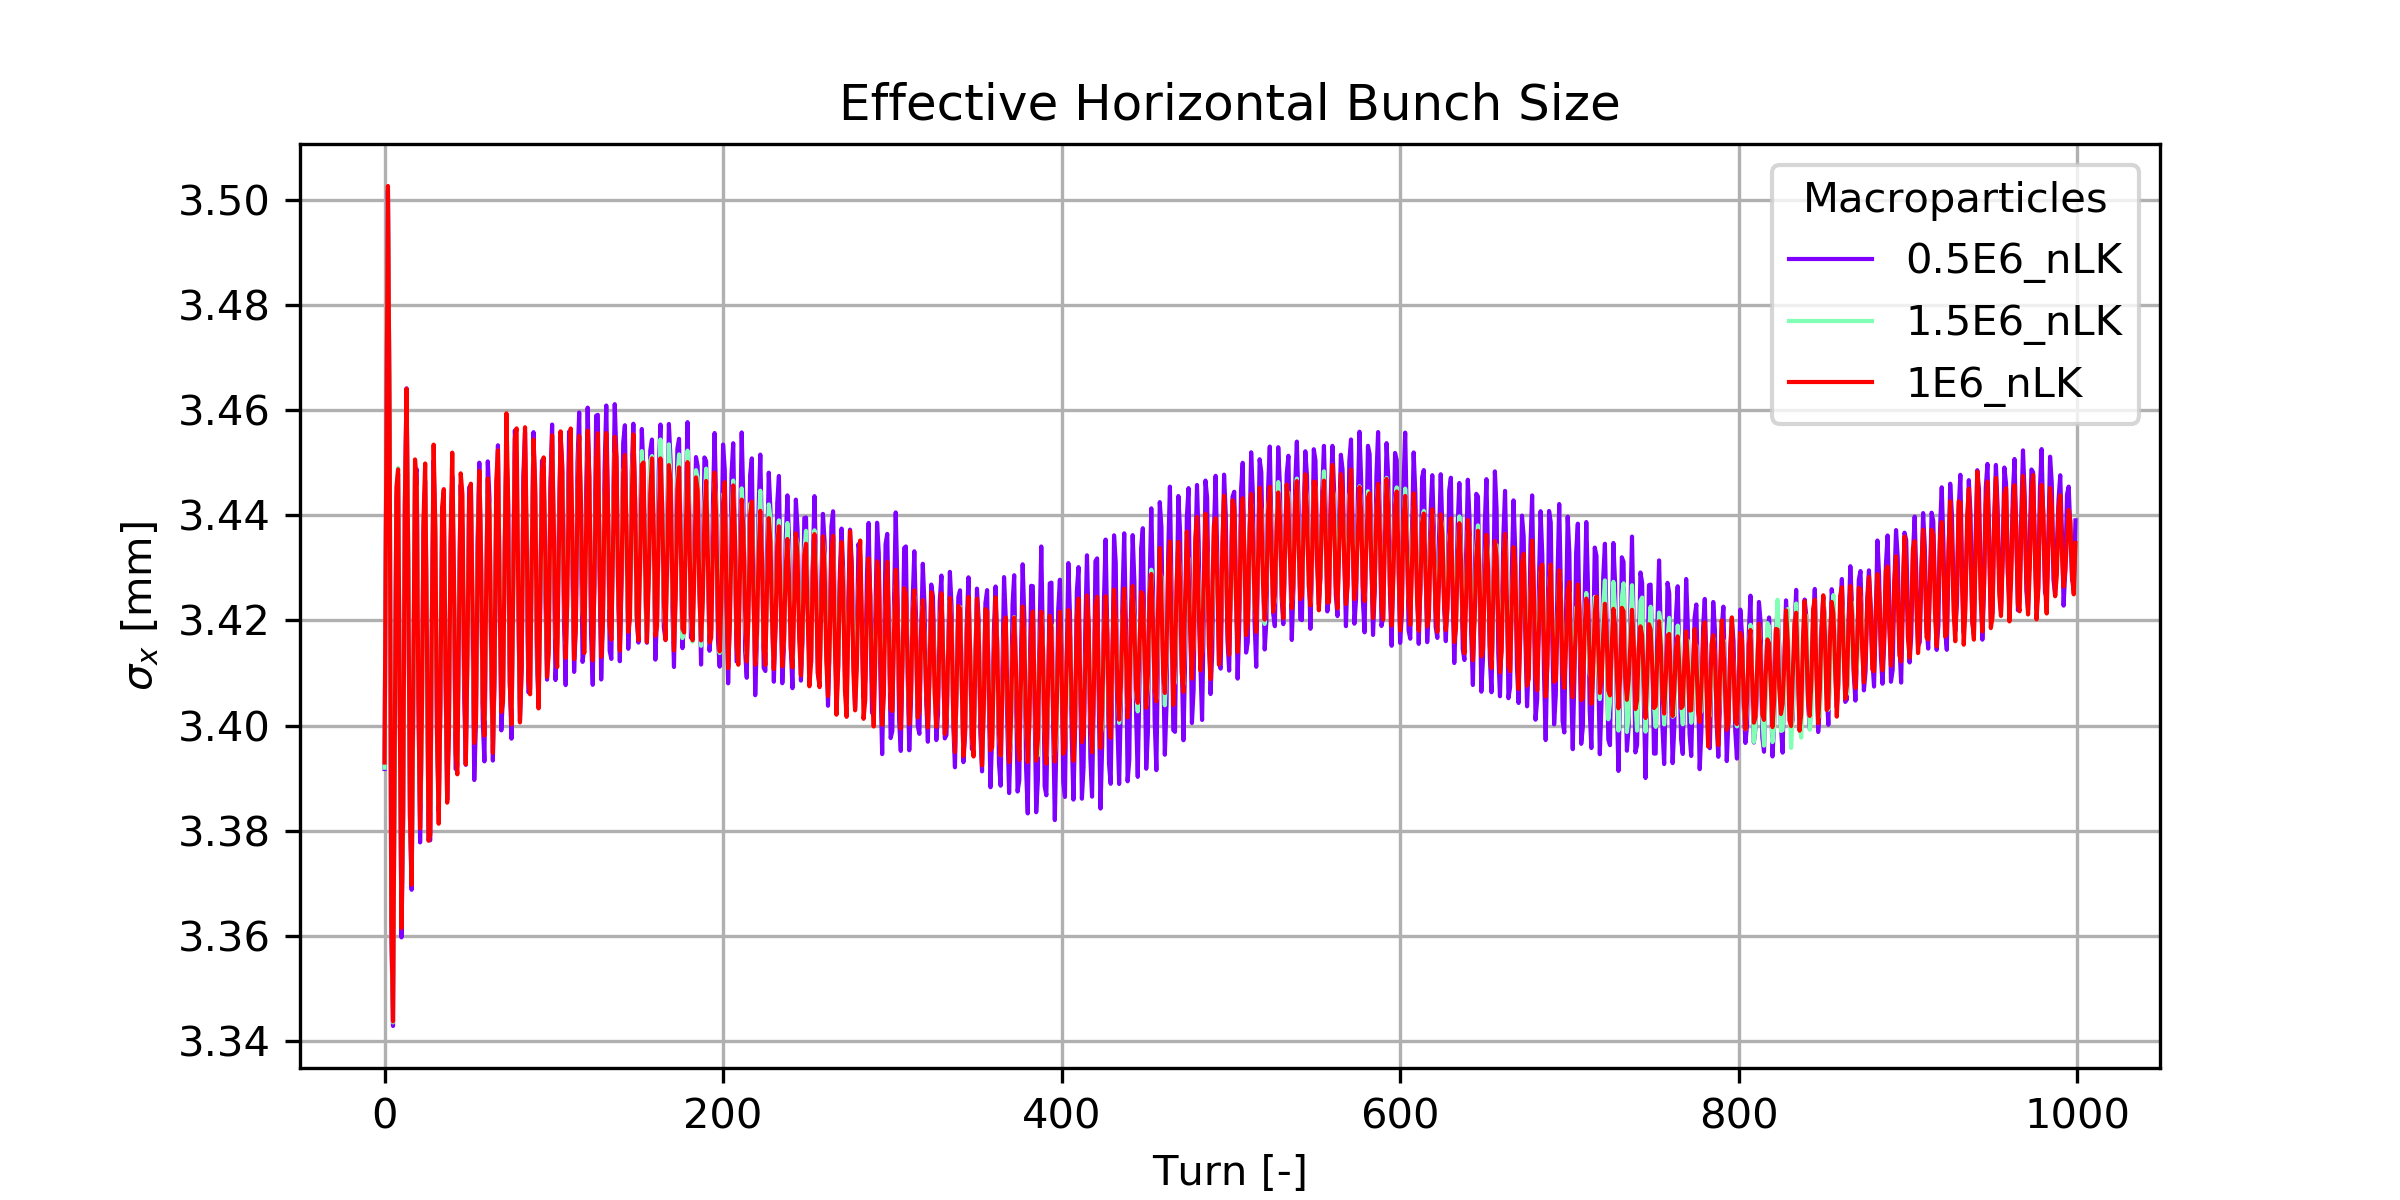 Effective Horizontal Bunch Size
σx [mm]
3.50
3.48
3.46
3.44
3.42
3.40
3.38
3.36
3.34
Macroparticles
0.5E6_nLK
1.5E6_nLK
1E6_nLK
0 200 400 600 800 1000
Turn [-]